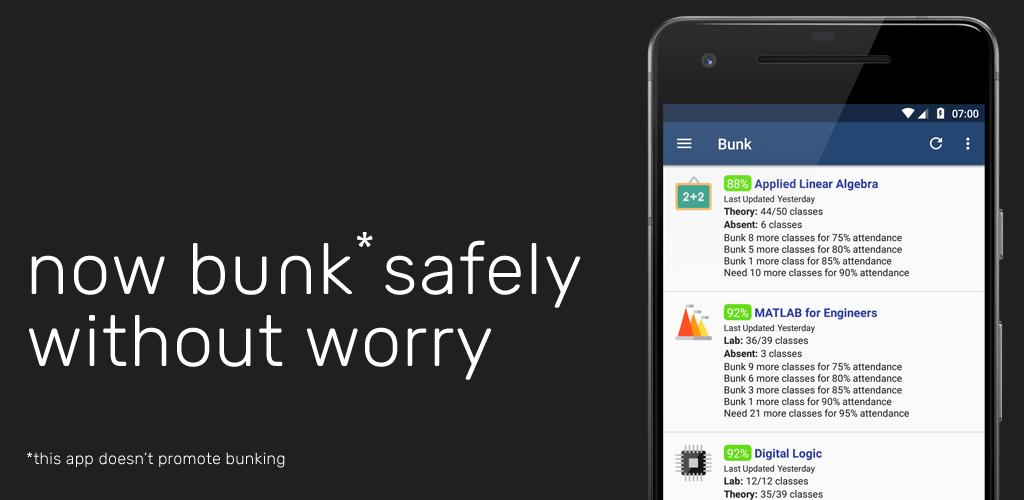 now bunk* safely
without worry
*this app doesn't promote bunking
07:00
Bunk
2+2
88% Applied Linear Algebra
Last Updated Yesterday
Theory: 44/50 classes
Absent: 6 classes
Bunk 8 more classes for 75% attendance
Bunk 5 more classes for 80% attendance
Bunk 1 more class for 85% attendance
Need 10 more classes for 90% attendance
92% MATLAB for Engineers
Last Updated Yesterday
Lab: 36/39 classes
Absent: 3 classes
Bunk 9 more classes for 75% attendance
Bunk 6 more classes for 80% attendance
Bunk 3 more classes for 85% attendance
Bunk 1 more class for 90% attendance
Need 21 more classes for 95% attendance
92% Digital Logic
Last Updated Yesterday
Lab: 12/12 classes
Theory: 35/39 classes